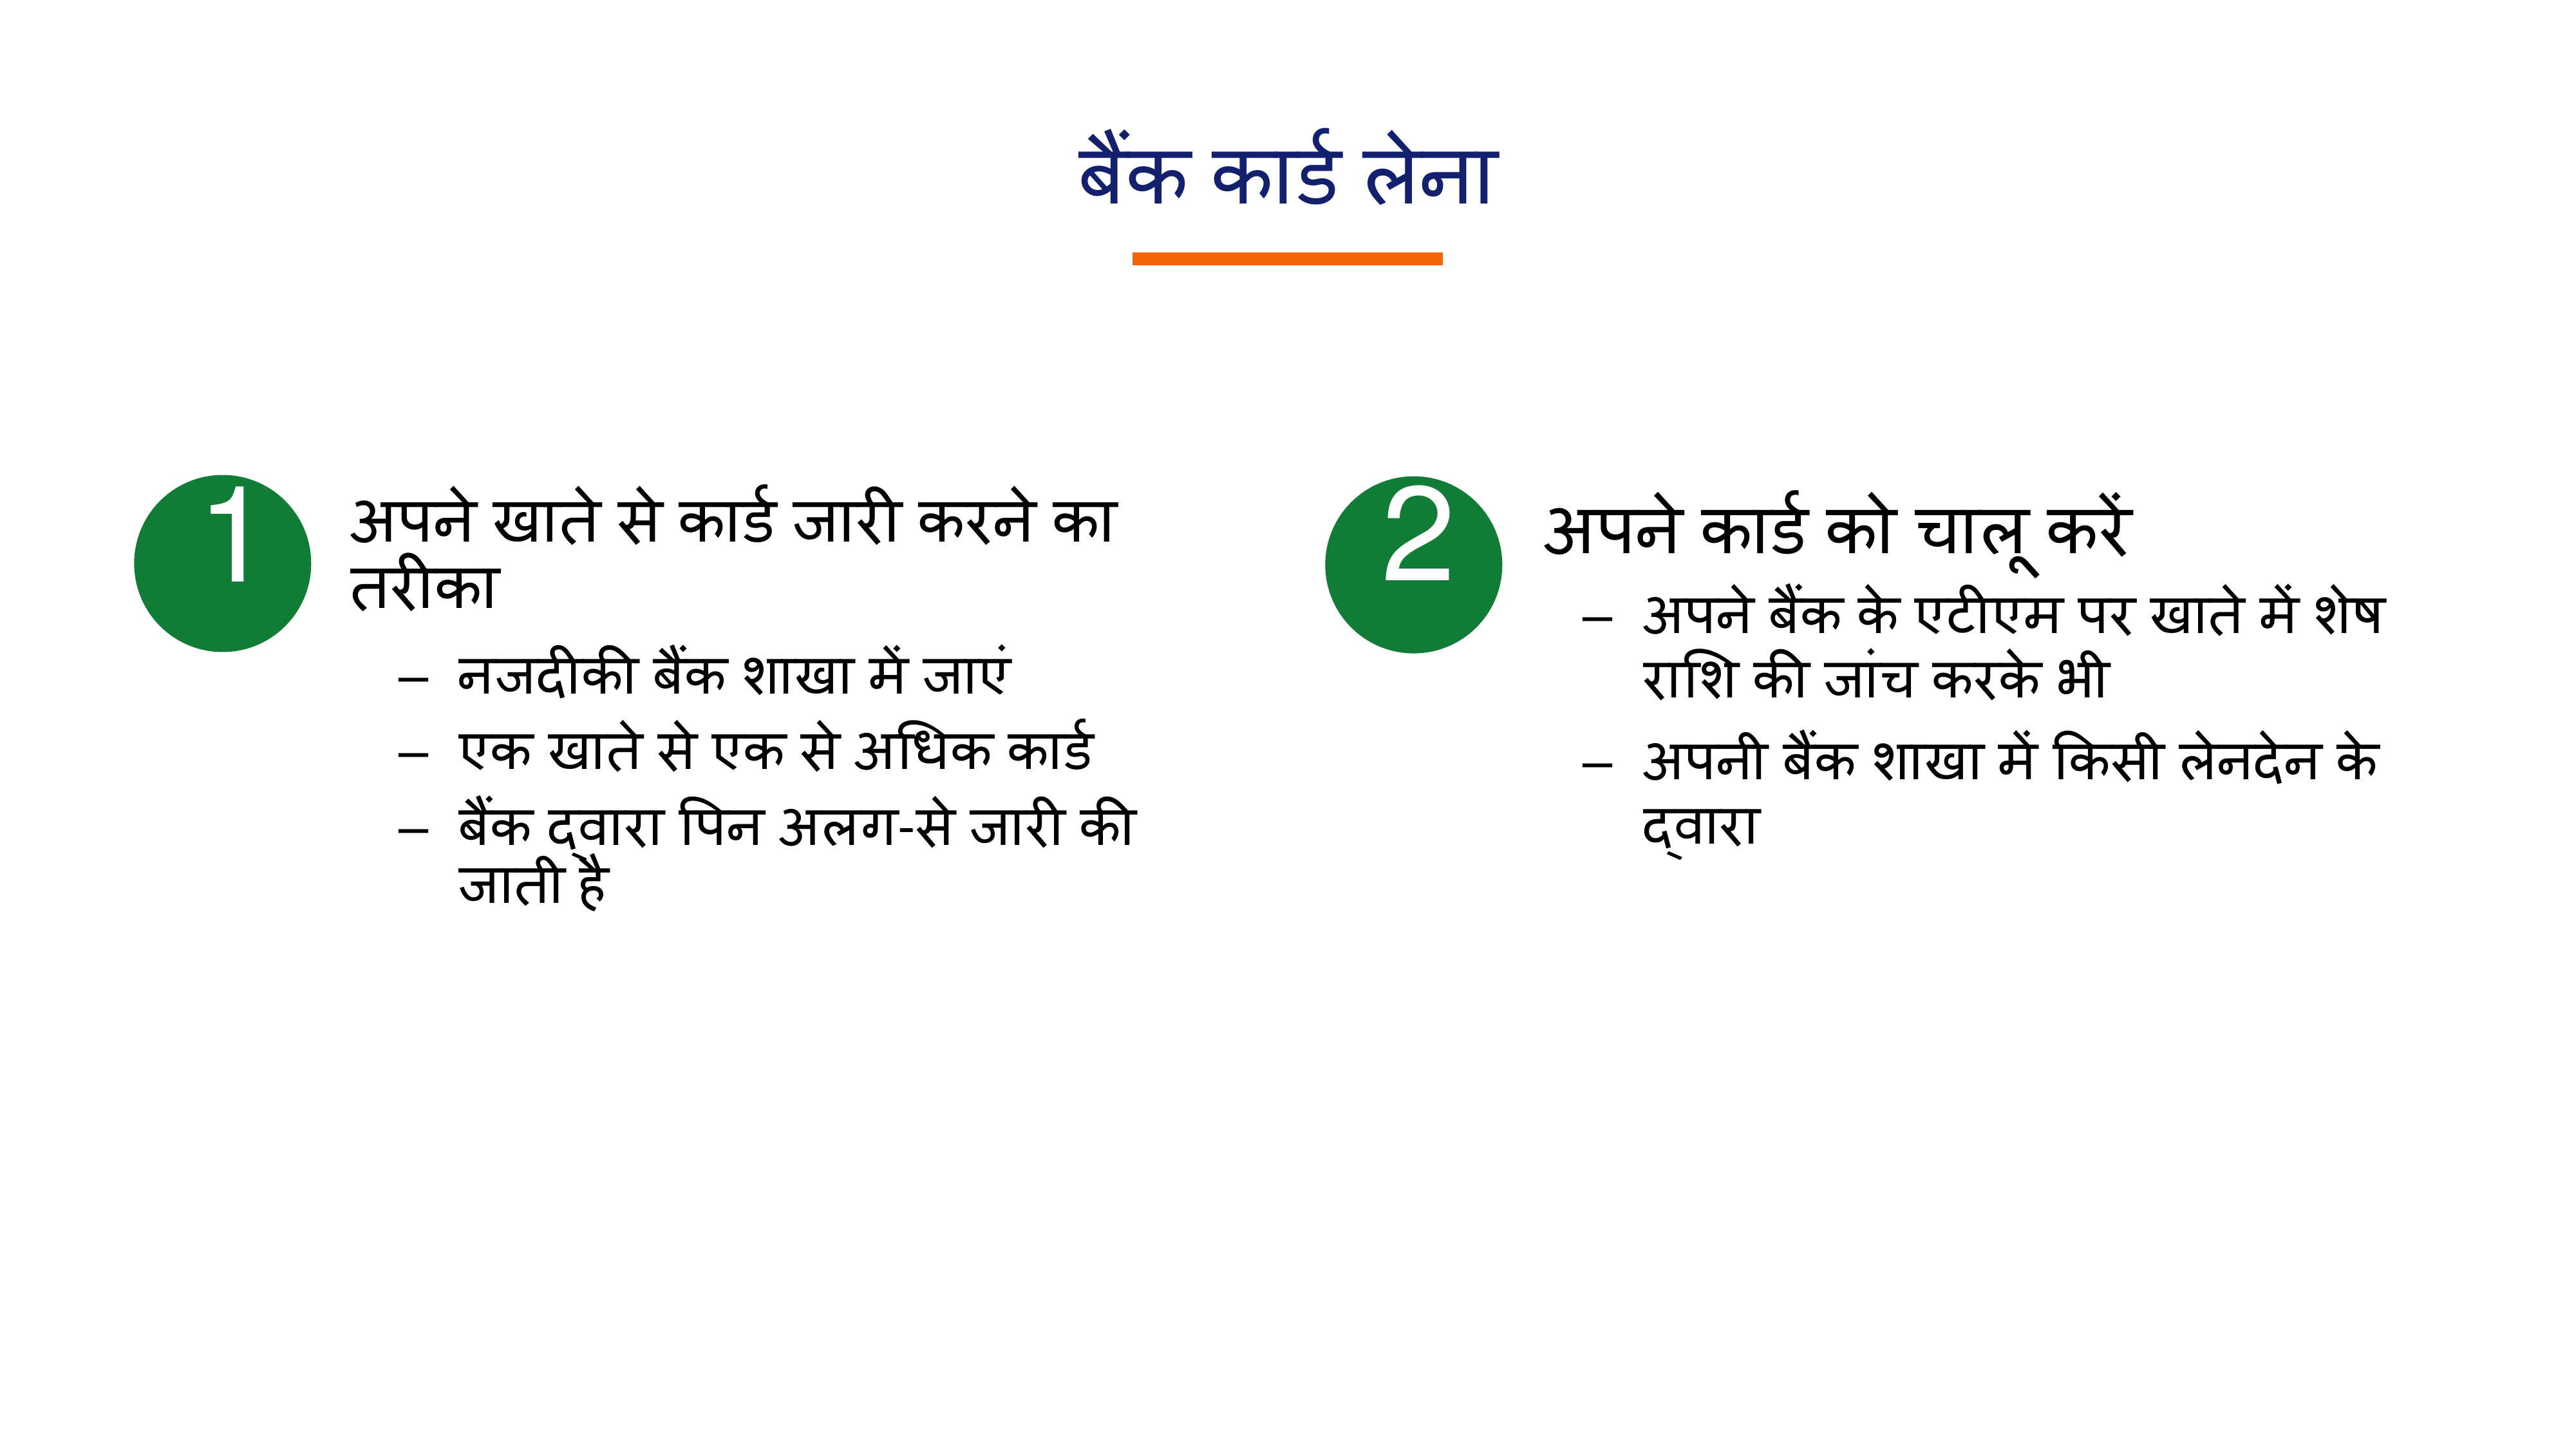 बैंक कार्ड लेना
1
अपने खाते से कार्ड जारी करने का
तरीका
– नजदीकी बैंक शाखा में जाएं
– एक खाते से एक से अधिक कार्ड
– बैंक द्वारा पिन अलग-से जारी की
जाती है
2
अपने कार्ड को चालू करें
– अपने बैंक के एटीएम पर खाते में शेष
राशि की जांच करके भी
– अपनी बैंक शाखा में किसी लेनदेन के
द्वारा